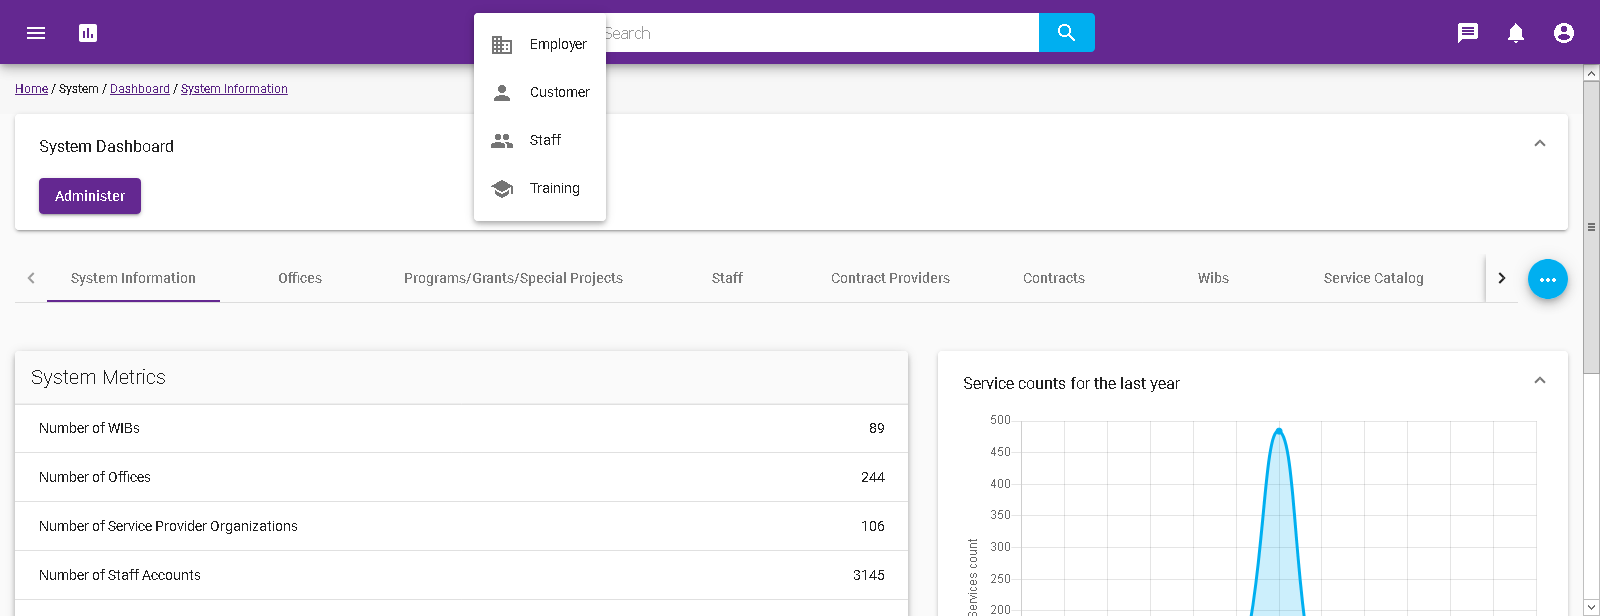 Search
Employer
Customer
Staff
Training
Home / System / Dashboard / System Information
System Dashboard
Administer
System Information Offices Programs/Grants/Special Projects Staff Contract Providers Contracts Wibs Service Catalog
System Metrics
Number of WIBs 89
Number of Offices 244
Number of Service Provider Organizations 106
Number of Staff Accounts 3145
Service counts for the last year
500
450
400
350
300
250
200
Services count